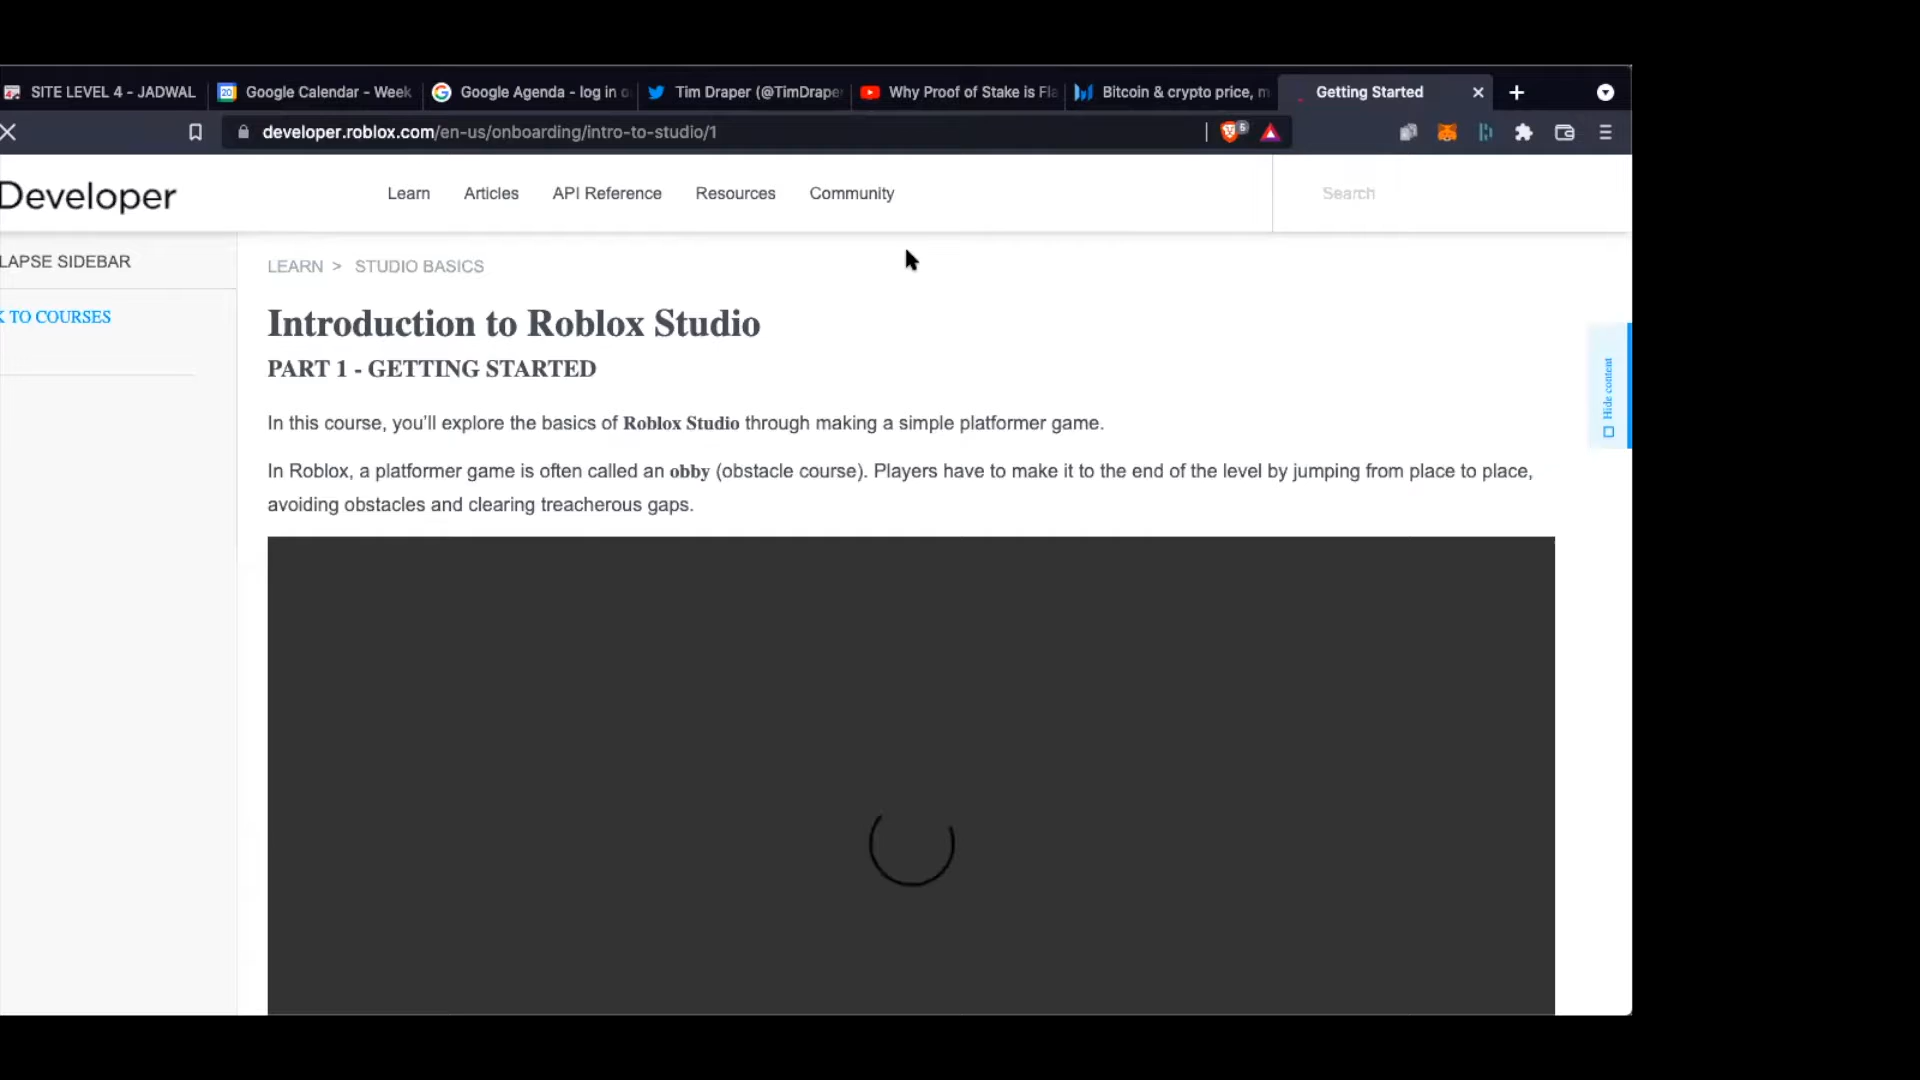 SITE LEVEL 4 - JADWAL
Google Calendar - Week
Google Agenda - log in o
Tim Draper (@TimDrape
Why Proof of Stake is Fla
Bitcoin & crypto price, m
Getting Started
developer.roblox.com/en-us/onboarding/intro-to-studio/1
5
Developer
Learn
Articles
API Reference
Resources
Community
Search
LAPSE SIDEBAR
K TO COURSES
LEARN > STUDIO BASICS
Introduction to Roblox Studio
PART 1 - GETTING STARTED
In this course, you'll explore the basics of Roblox Studio through making a simple platformer game.
In Roblox, a platformer game is often called an obby (obstacle course). Players have to make it to the end of the level by jumping from place to place,
avoiding obstacles and clearing treacherous gaps.
Hide content